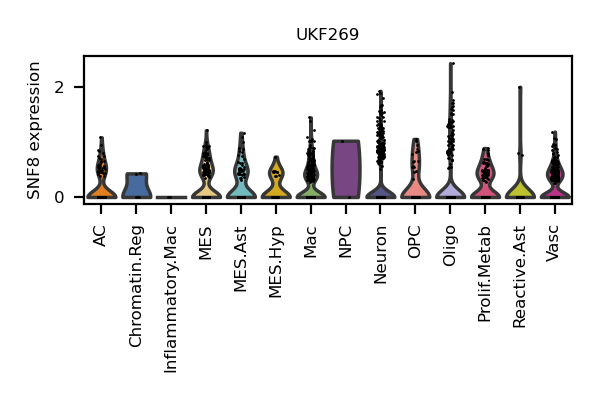 UKF269
SNF8 expression
2
0
AC
Chromatin.Reg
Inflammatory.Mac
MES
MES.Ast
MES.Hyp
Mac
NPC
Neuron
OPC
Oligo
Prolif.Metab
Reactive.Ast
Vasc